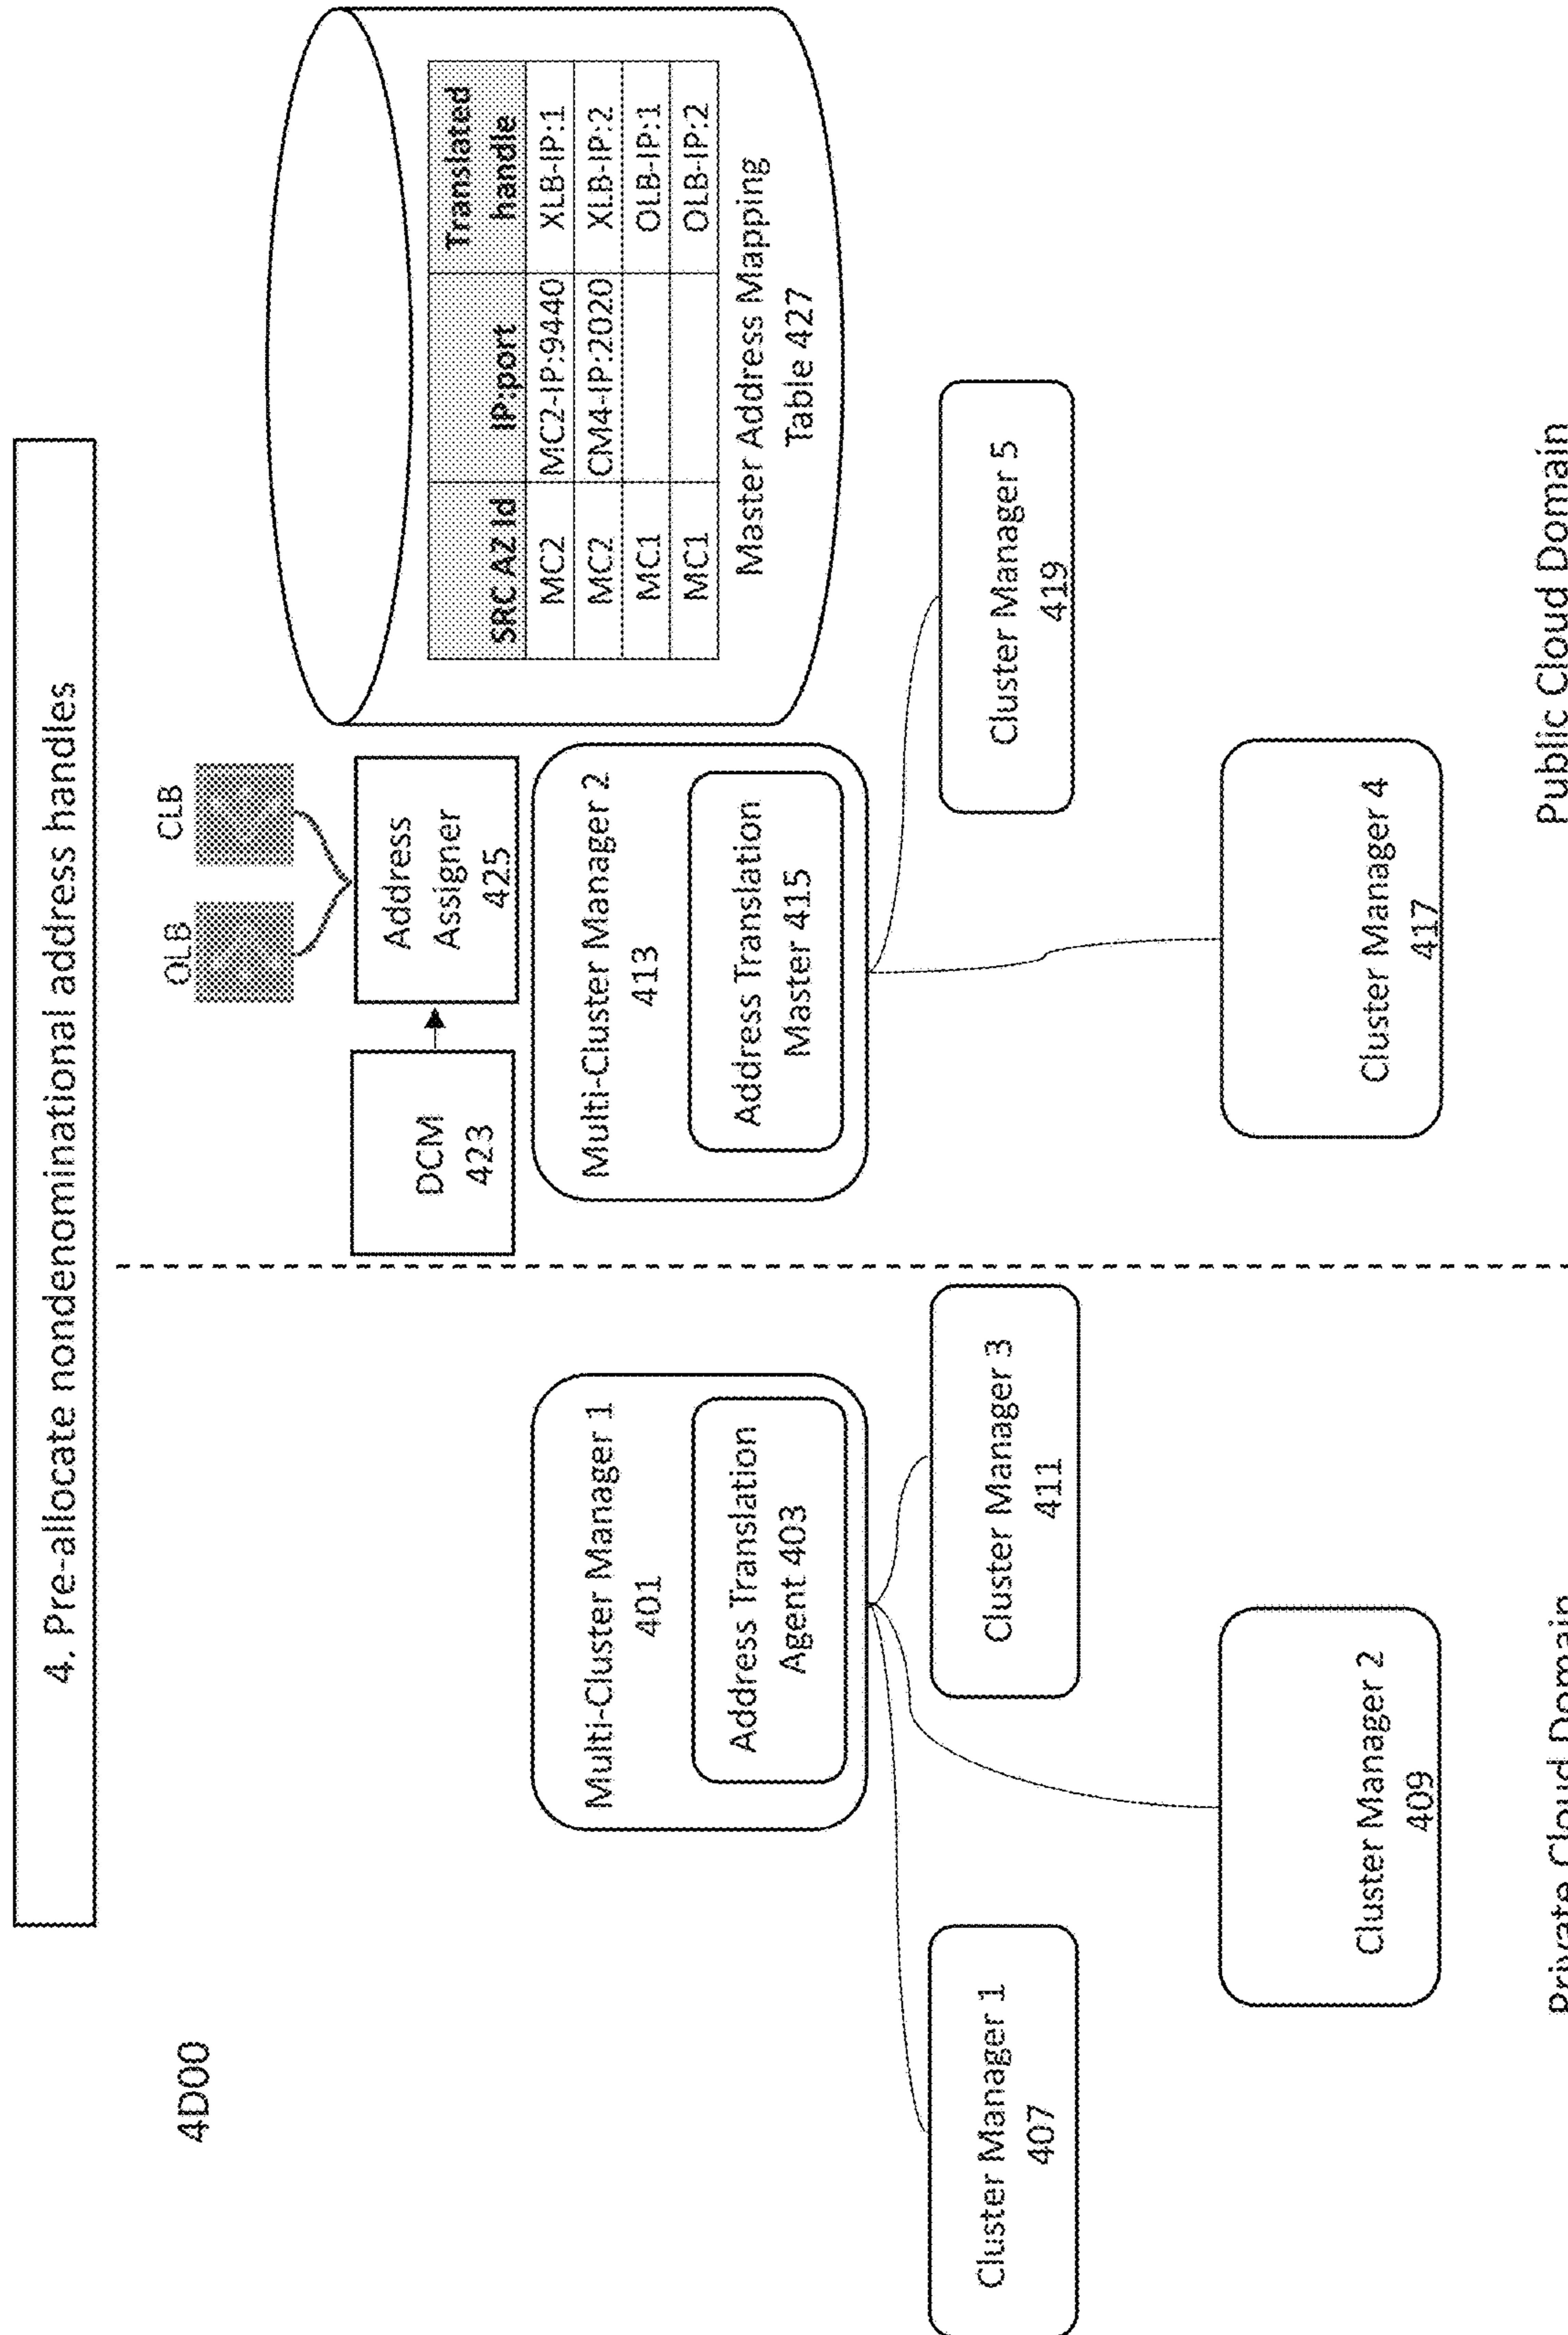 4. Pre-allocate nondenominational address handles
4D00
OLB
CLB
DCM
423
Address
Assigner
425
Multi-Cluster Manager 1
401
Address Translation
Agent 403
Multi-Cluster Manager 2
413
Address Translation
Master 415
SRC AZ Id
IP:port
Translated
handle
MC2
MC2-IP:9440
XLB-IP:1
MC2
CM4-IP:2020
XLB-IP:2
MC1
OLB-IP:1
MC1
OLB-IP:2
Master Address Mapping
Table 427
Cluster Manager 1
407
Cluster Manager 3
411
Cluster Manager 5
419
Cluster Manager 2
409
Cluster Manager 4
417
Private Cloud Domain
Public Cloud Domain